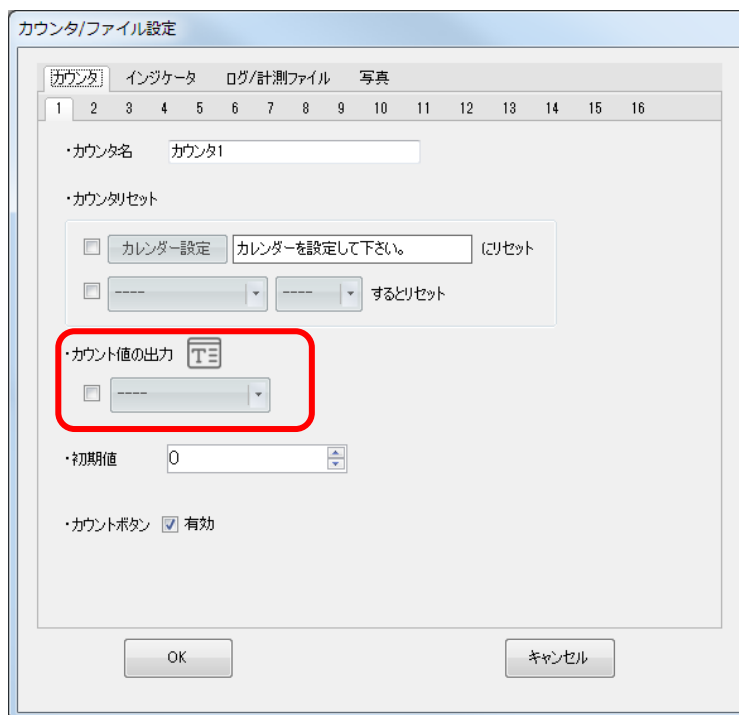 カウンタ/ファイル設定
カウンタ インジケータ ログ/計測ファイル 写真
1 2 3 4 5 6 7 8 9 10 11 12 13 14 15 16
・カウンタ名 カウンタ1
・カウンタリセット
カレンダー設定 カレンダーを設定して下さい。 にリセット
---- ---- するとリセット
・カウント値の出力 T
----
・初期値 0
・カウントボタン 有効
OK キャンセル